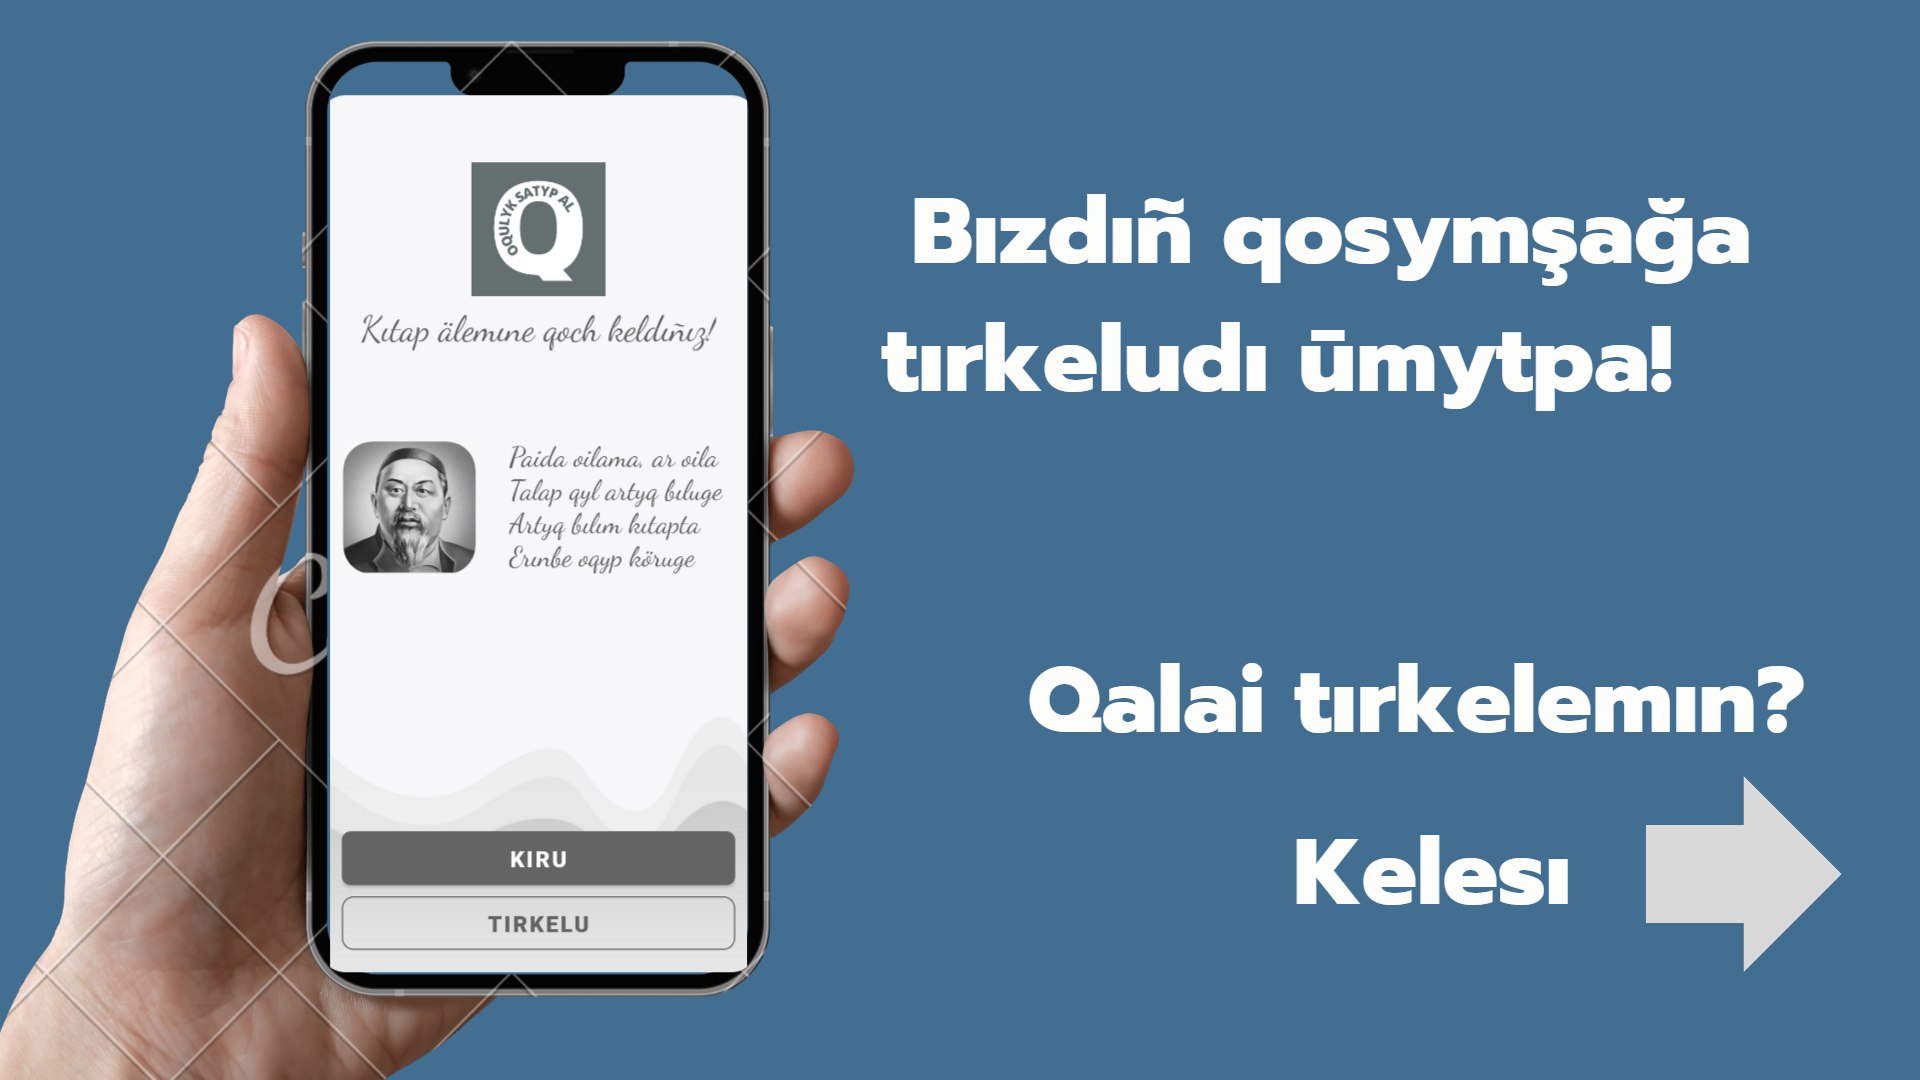 OQULYK SATYP AL
Kıtap älemıne qoch keldıñız!
Paida oilama, ar oila
Talap qyl artyq bıluge
Artyq bılım kıtapta
Erınbe oqyp köruge
KIRU
TIRKELU
Bızdıñ qosymşağa
tırkeludı ūmytpa!
Qalai tırkelemın?
Kelesı